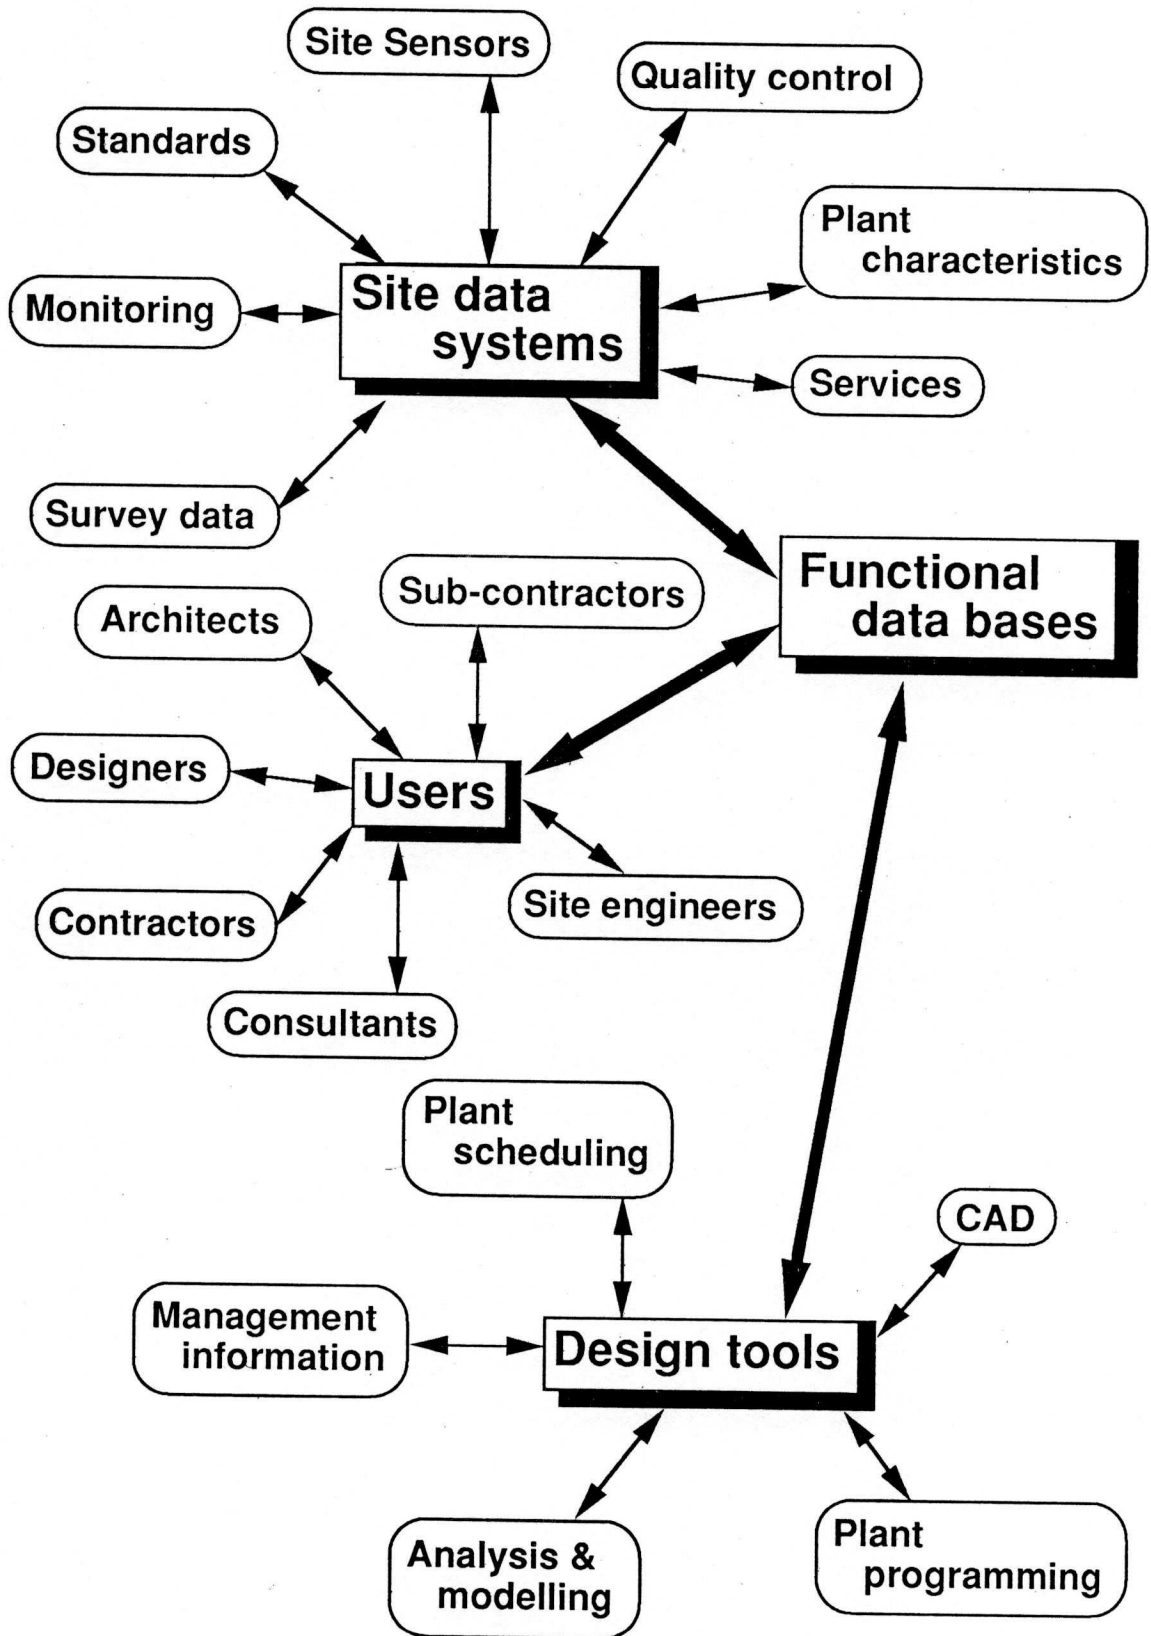 Site Sensors
Quality control
Standards
Plant
characteristics
Monitoring
Site data
systems
Services
Survey data
Functional
data bases
Sub-contractors
Architects
Designers
Users
Contractors
Site engineers
Consultants
Plant
scheduling
CAD
Management
information
Design tools
Analysis &
modelling
Plant
programming